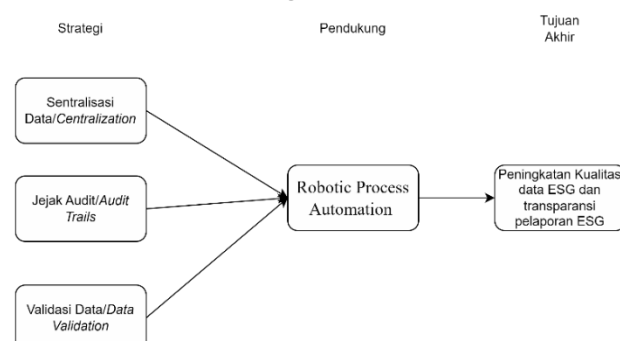 Strategi
Pendukung
Tujuan
Akhir
Sentralisasi
Data/Centralization
Jejak Audit/Audit
Trails
Validasi Data/Data
Validation
Robotic Process
Automation
Peningkatan Kualitas
data ESG dan
transparansi
pelaporan ESG